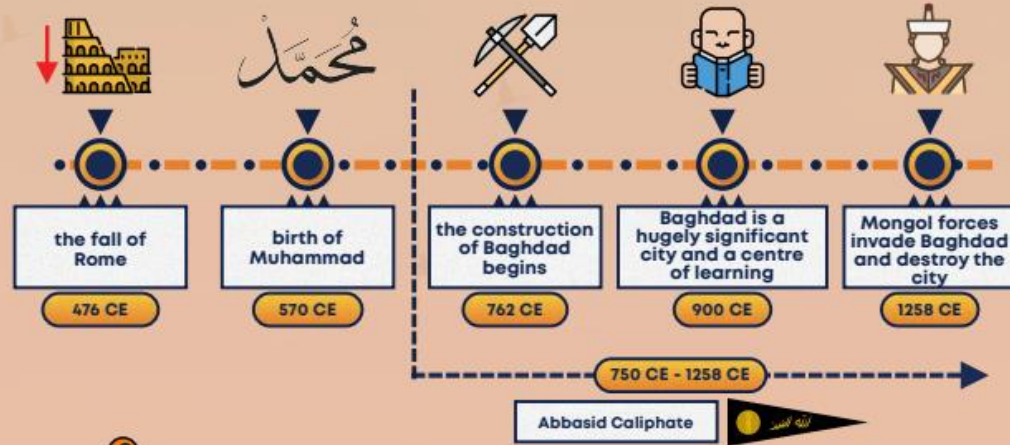 مُحَمَّد
the fall of
Rome
476 CE
birth of
Muhammad
570 CE
the construction
of Baghdad
begins
762 CE
Baghdad is a
hugely significant
city and a centre
of learning
900 CE
Mongol forces
invade Baghdad
and destroy the
city
1258 CE
750 CE - 1258 CE
Abbasid Caliphate